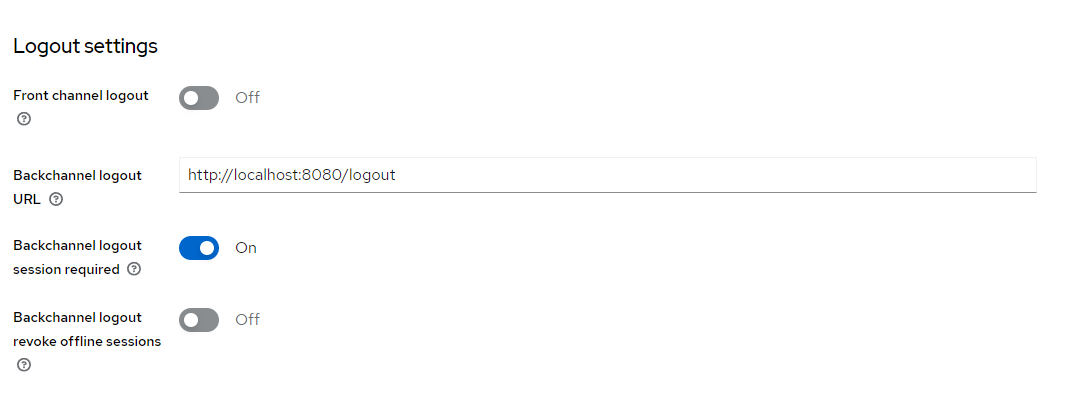 Logout settings
Front channel logout
Off
Backchannel logout
URL
http://localhost:8080/logout
Backchannel logout
session required
On
Backchannel logout
revoke offline sessions
Off